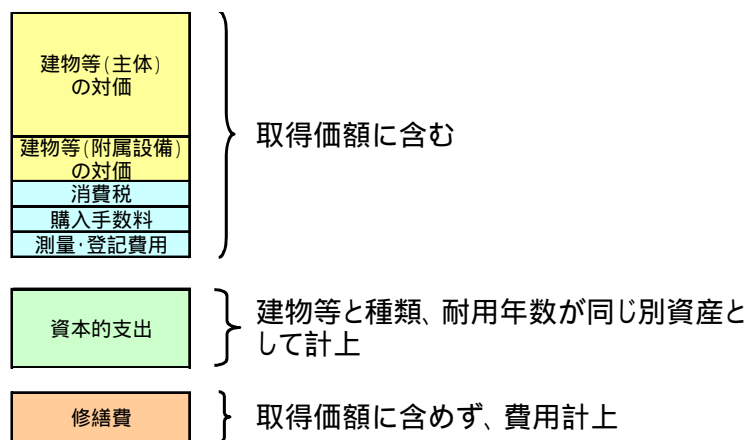 建物等(主体)
の対価
建物等(附属設備)
の対価
消費税
購入手数料
測量・登記費用
取得価額に含む
資本的支出
建物等と種類、耐用年数が同じ別資産と
して計上
修繕費
取得価額に含めず、費用計上